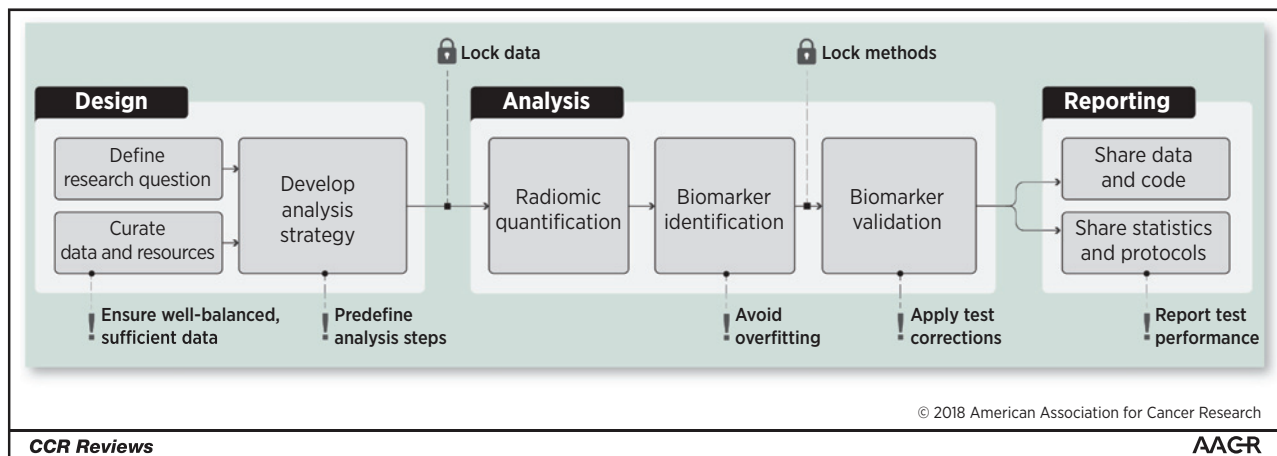 Lock data
Lock methods
Design
Analysis
Reporting
Define
research question
Curate
data and resources
Develop
analysis
strategy
Radiomic
quantification
Biomarker
identification
Biomarker
validation
Share data
and code
Share statistics
and protocols
Ensure well-balanced,
sufficient data
Predefine
analysis steps
Avoid
overfitting
Apply test
corrections
Report test
performance
© 2018 American Association for Cancer Research
CCR Reviews
AACR